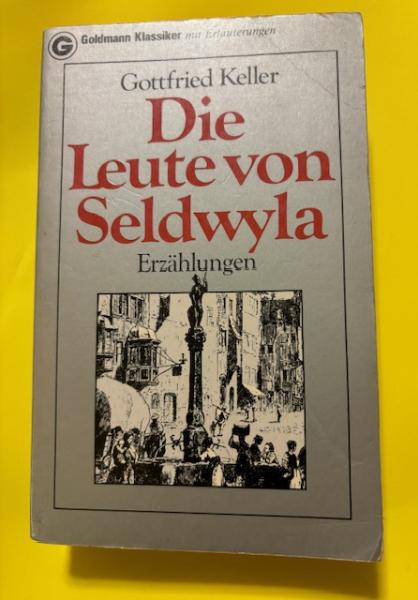 G Goldmann Klassiker mit Erläuterungen
Gottfried Keller
Die
Leute von
Seldwyla
Erzählungen